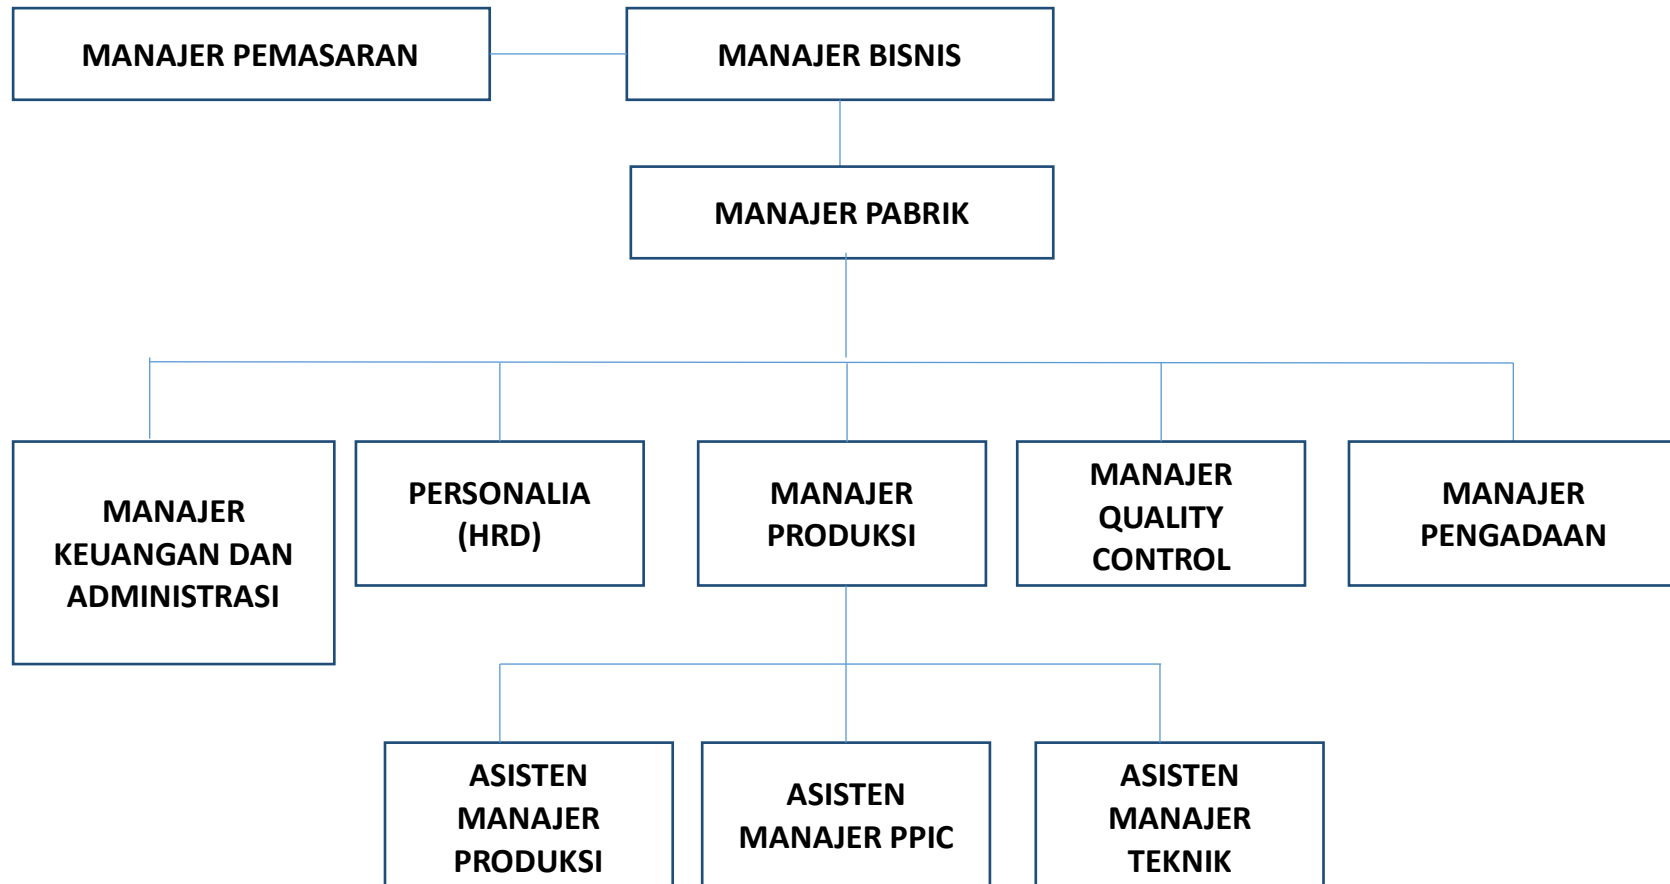 MANAJER PEMASARAN
MANAJER BISNIS
MANAJER PABRIK
MANAJER
KEUANGAN DAN
ADMINISTRASI
PERSONALIA
(HRD)
MANAJER
PRODUKSI
MANAJER
QUALITY
CONTROL
MANAJER
PENGADAAN
ASISTEN
MANAJER
PRODUKSI
ASISTEN
MANAJER PPIC
ASISTEN
MANAJER
TEKNIK